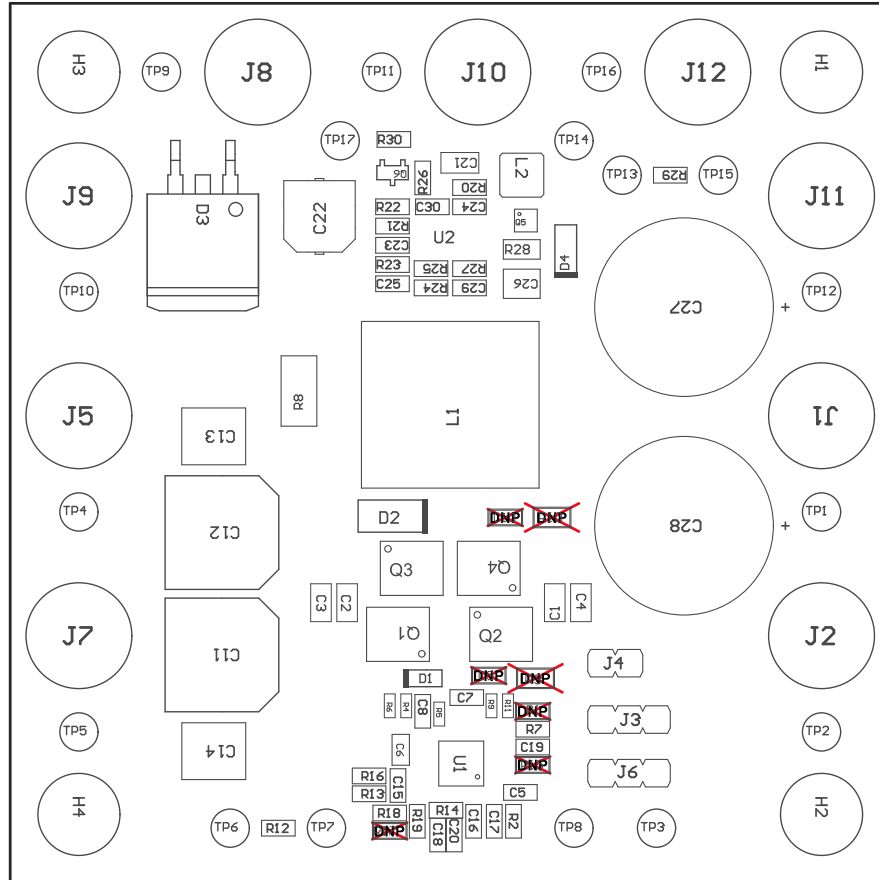 H3 TP9 J8 TP11 J10 TP16 J12 H1
TP17 R30 TP14
C21 L2
Q6 R26 TP13 R29 TP15
R20
J9 D3 C22 R22 C30 C24 J11
R21 U2 Q5
C23 R28
R23 R25 R27 D4
TP10 C25 R24 C29 C26 TP12
C27 +
R8
J5 L1 J1
C13
TP4 D2 DNP DNP TP1
C12 C28 +
Q3 Q4
C3 C2 C1 C4
J7 Q1 Q2 J2
C11 J4
D1 DNP DNP
R6 R4 C8 R5 C7 R9 R11 DNP
J3
TP5 R7 TP2
C14 C6 U1 C19
DNP
R16 C15 J6
R13 C5
H4 R18 R19 R14 H2
TP6 R12 TP7 DNP C18 C20 C16 C17 R2 TP8 TP3